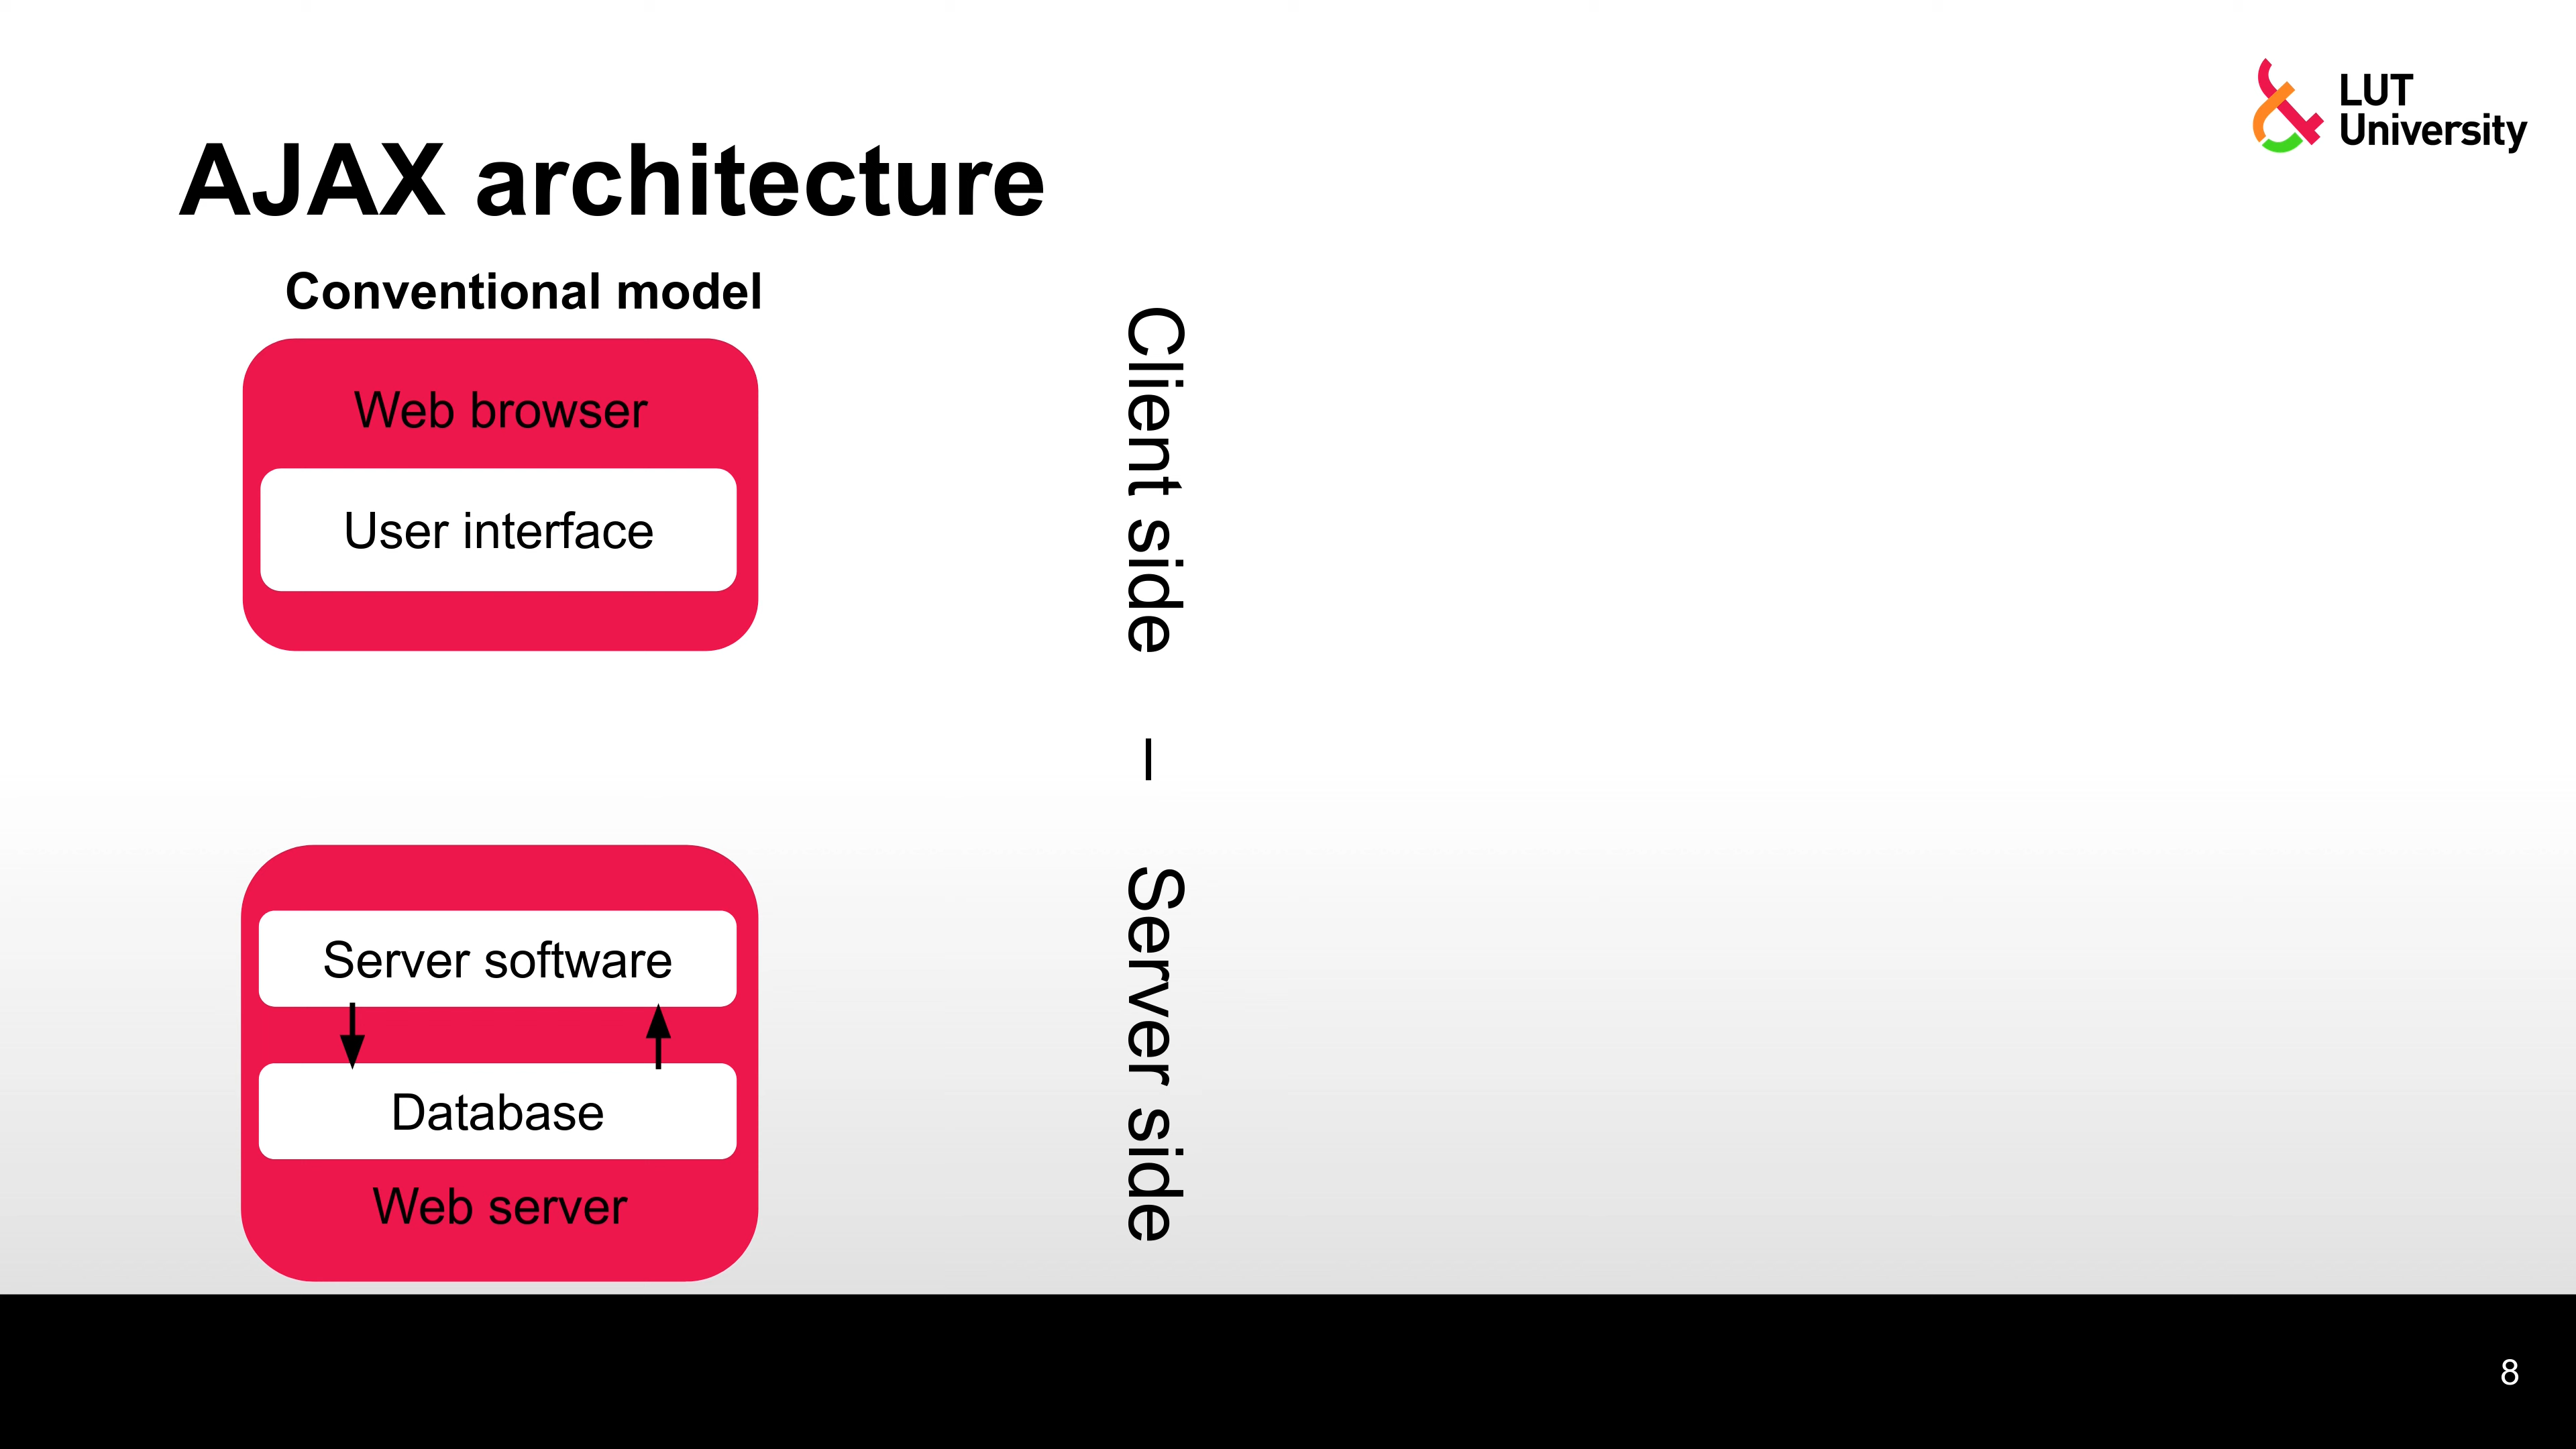 LUT
University
AJAX architecture
Conventional model
Web browser
User interface
Client side – Server side
Server software
Database
Web server
8